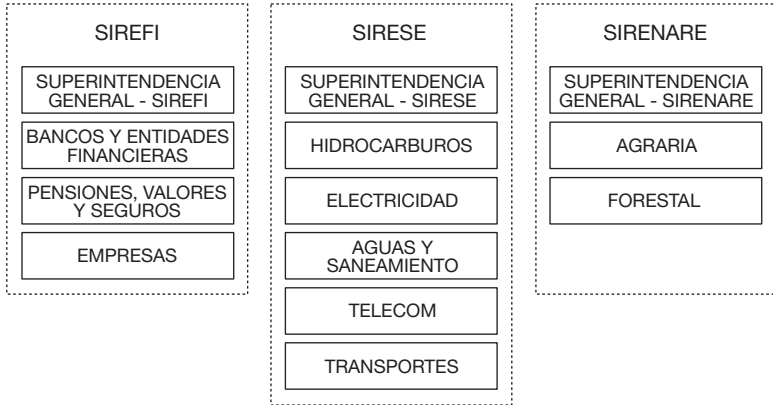 SIREFI
SUPERINTENDENCIA
GENERAL - SIREFI
BANCOS Y ENTIDADES
FINANCIERAS
PENSIONES, VALORES
Y SEGUROS
EMPRESAS
SIRESE
SUPERINTENDENCIA
GENERAL - SIRESE
HIDROCARBUROS
ELECTRICIDAD
AGUAS Y
SANEAMIENTO
TELECOM
TRANSPORTES
SIRENARE
SUPERINTENDENCIA
GENERAL - SIRENARE
AGRARIA
FORESTAL